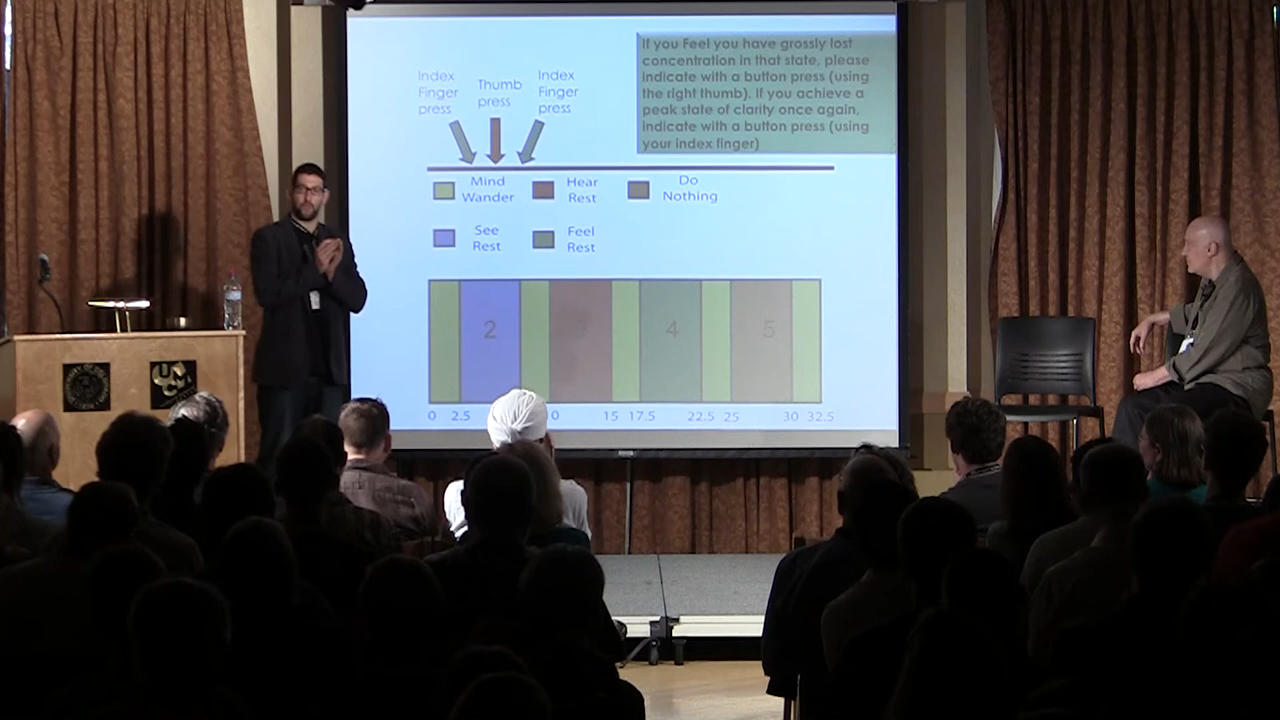 If you Feel you have grossly lost
concentration in that state, please
indicate with a button press (using
the right thumb). If you achieve a
peak state of clarity once again,
indicate with a button press (using
your index finger)
Index
Finger
press
Thumb
press
Index
Finger
press
Mind
Wander
Hear
Rest
Do
Nothing
See
Rest
Feel
Rest
2
3
4
5
0 2.5 0 15 17.5 22.5 25 30 32.5